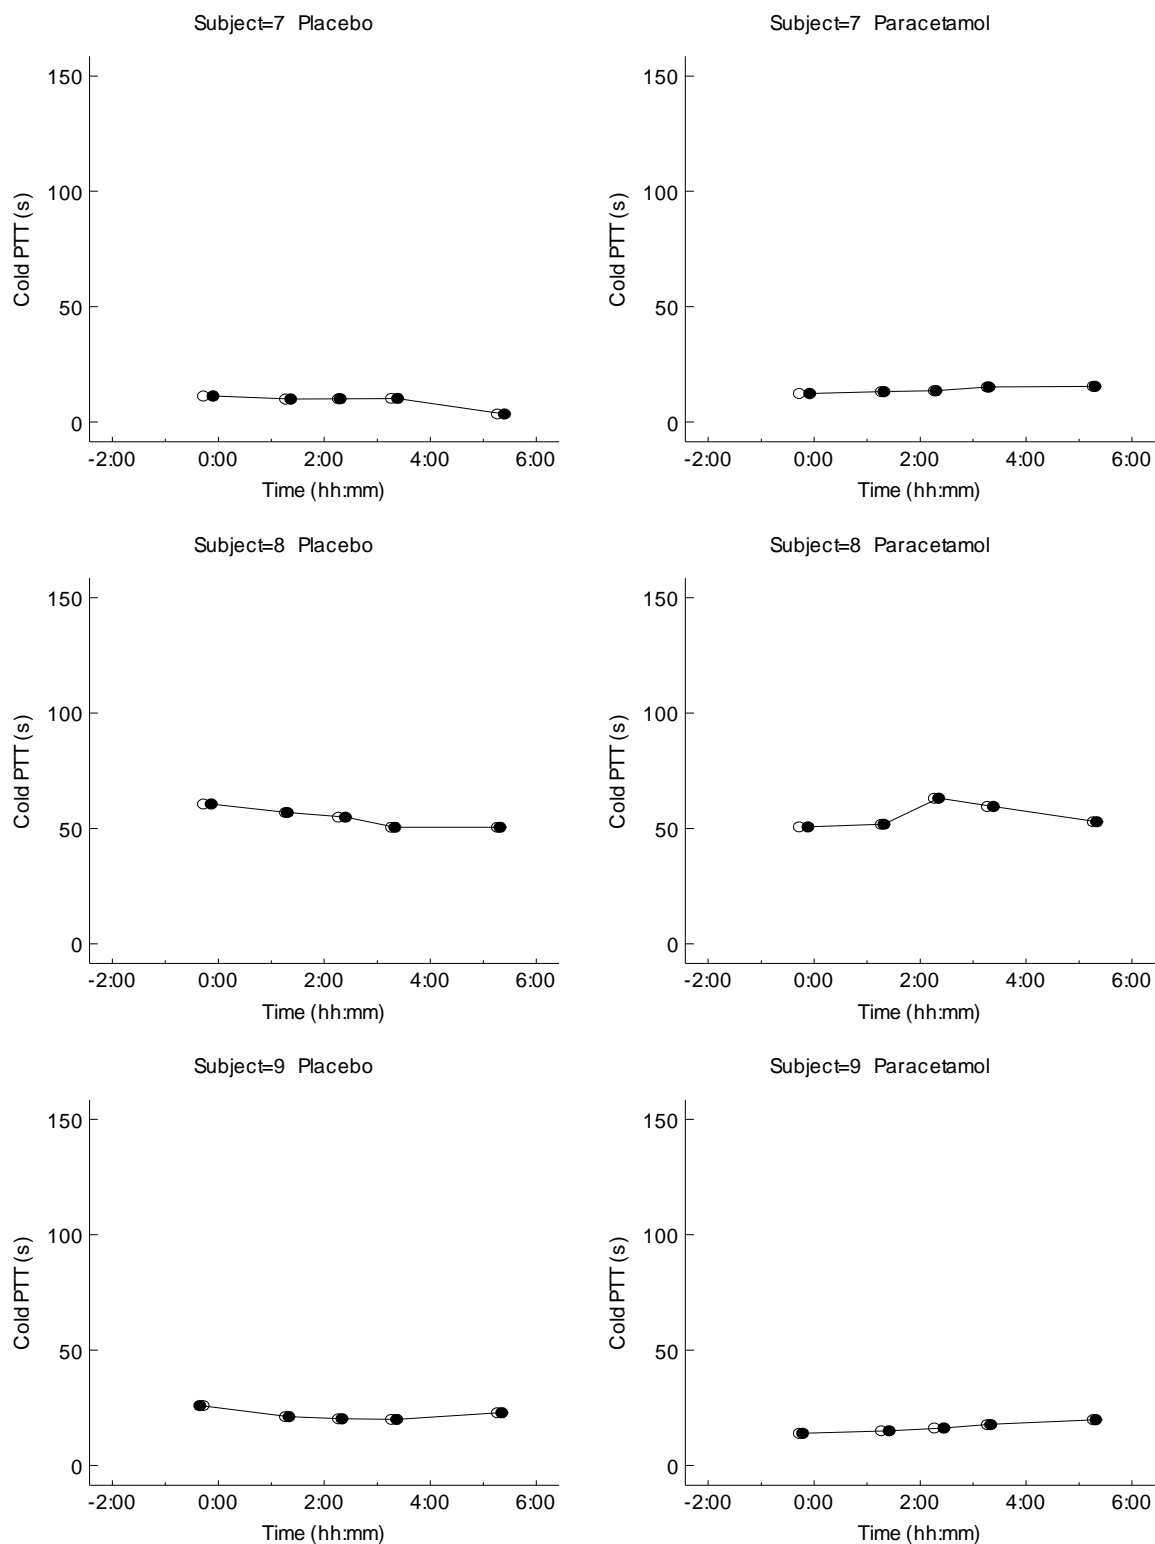 Subject=7 Placebo
150
100
50
0
Cold PTT (s)
-2:00 0:00 2:00 4:00 6:00
Time (hh:mm)
Subject=7 Paracetamol
150
100
50
0
Cold PTT (s)
-2:00 0:00 2:00 4:00 6:00
Time (hh:mm)
Subject=8 Placebo
150
100
50
0
Cold PTT (s)
-2:00 0:00 2:00 4:00 6:00
Time (hh:mm)
Subject=8 Paracetamol
150
100
50
0
Cold PTT (s)
-2:00 0:00 2:00 4:00 6:00
Time (hh:mm)
Subject=9 Placebo
150
100
50
0
Cold PTT (s)
-2:00 0:00 2:00 4:00 6:00
Time (hh:mm)
Subject=9 Paracetamol
150
100
50
0
Cold PTT (s)
-2:00 0:00 2:00 4:00 6:00
Time (hh:mm)